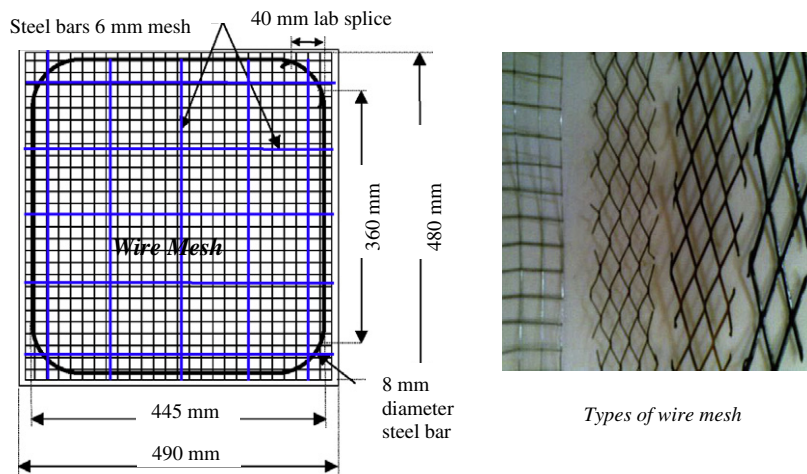 Steel bars 6 mm mesh
40 mm lab splice
Wire Mesh
360 mm
480 mm
445 mm
490 mm
8 mm
diameter
steel bar
Types of wire mesh